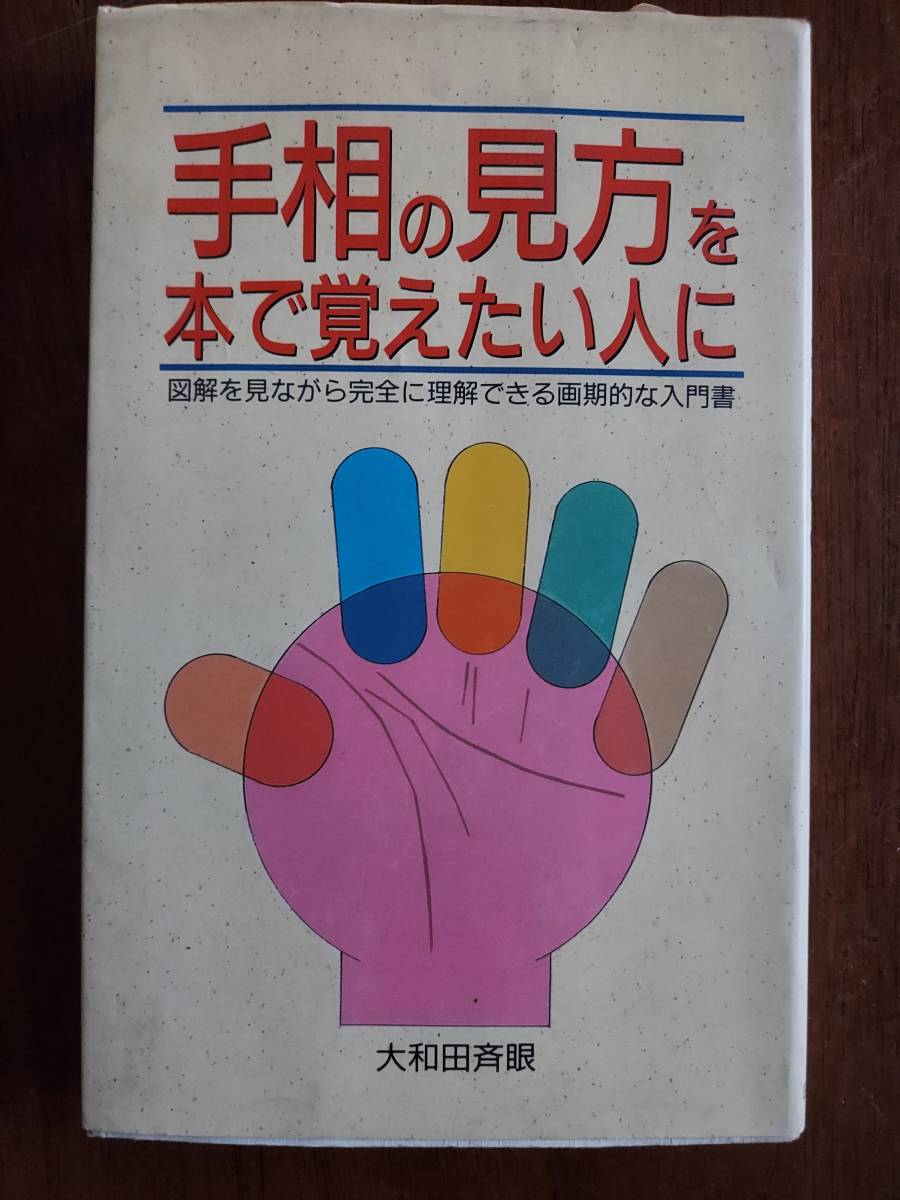 手相の見方を
本で覚えたい人に
図解を見ながら完全に理解できる画期的な入門書
大和田斉眼